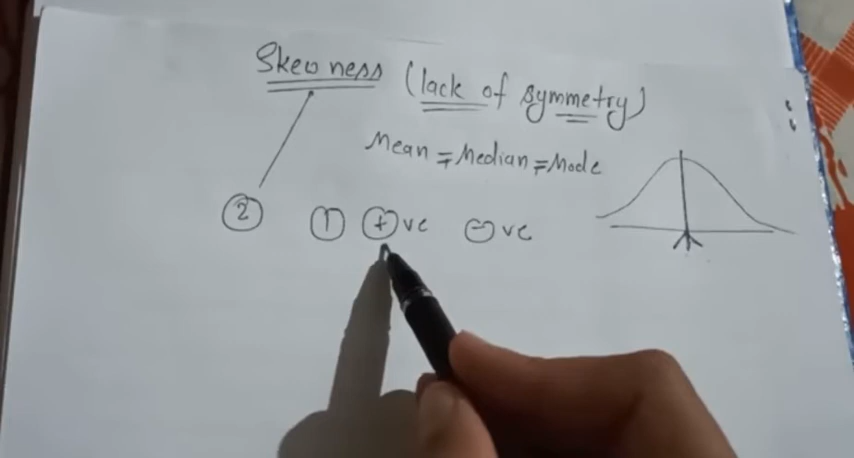 Skewness (lack of symmetry)
Mean ≠ Median ≠ Mode
② ① ⊕ve ⊖ve